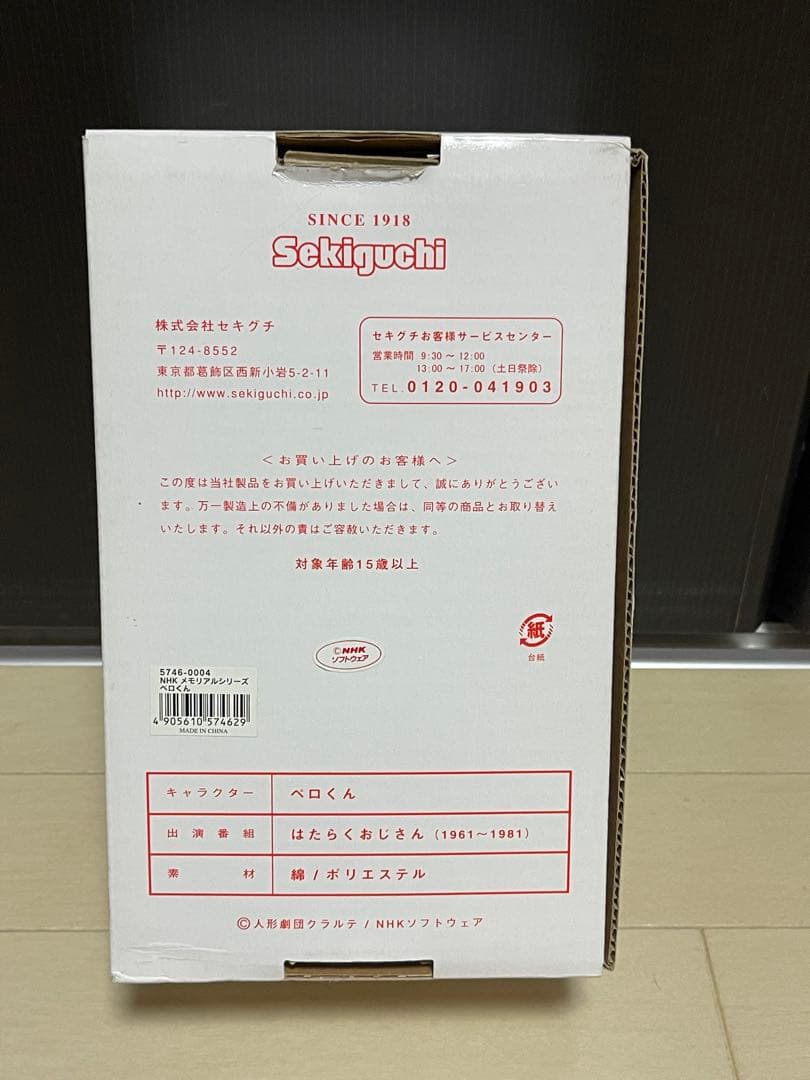 SINCE 1918
Sekiguchi
株式会社セキグチ
〒124-8552
東京都葛飾区西新小岩5-2-11
http://www.sekiguchi.co.jp
セキグチお客様サービスセンター
営業時間 9:30～12:00
13:00～17:00（土日祭除）
TEL.0120-041903
＜お買い上げのお客様へ＞
この度は当社製品をお買い上げいただきまして、誠にありがとうござい
ます。万一製造上の不備がありました場合は、同等の商品とお取り替え
いたします。それ以外の責はご容赦いただきます。
対象年齢15歳以上
©NHK
ソフトウェア
紙
台紙
5746-0004
NHK メモリアルシリーズ
ペロくん
4905610574629
MADE IN CHINA
キャラクター ペロくん
出演番組 はたらくおじさん（1961～1981）
素材 綿/ポリエステル
©人形劇団クラルテ/NHKソフトウェア